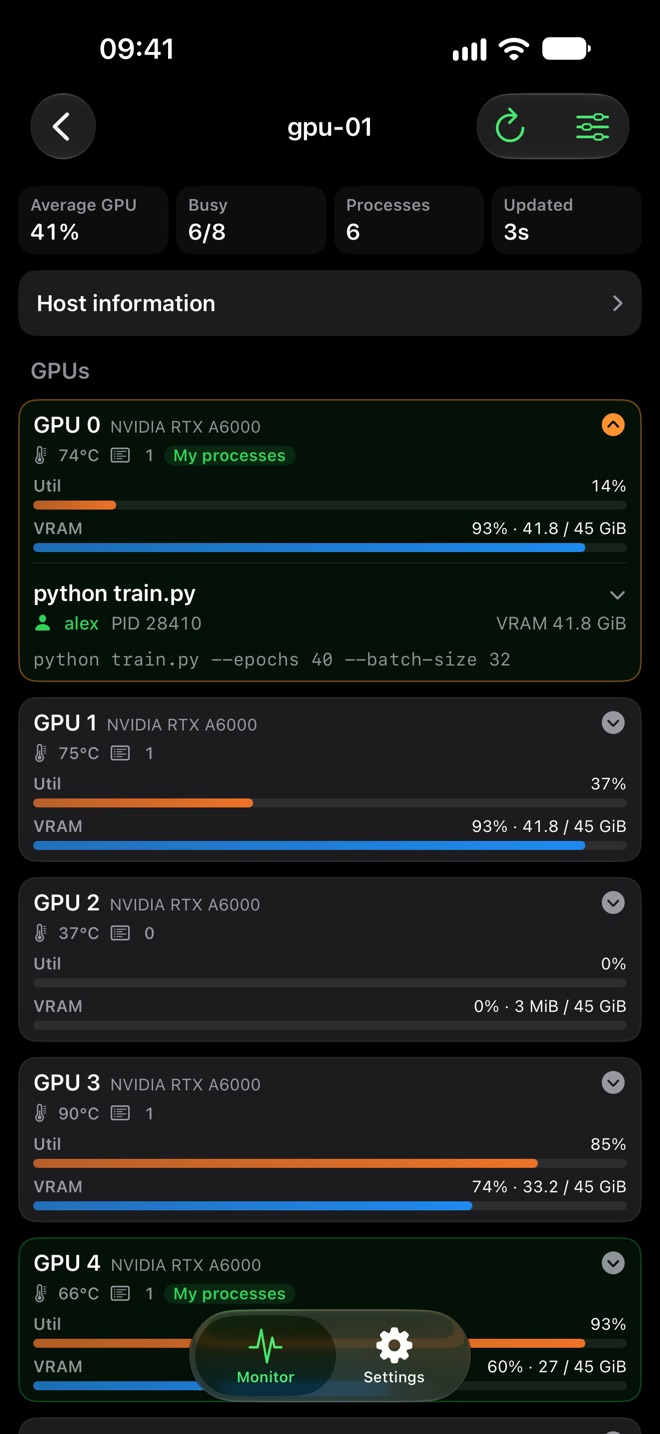 09:41
gpu-01
Average GPU
41%
Busy
6/8
Processes
6
Updated
3s
Host information
GPUs
GPU 0 NVIDIA RTX A6000
74°C 1 My processes
Util 14%
VRAM 93% · 41.8 / 45 GiB
python train.py
alex PID 28410 VRAM 41.8 GiB
python train.py --epochs 40 --batch-size 32
GPU 1 NVIDIA RTX A6000
75°C 1
Util 37%
VRAM 93% · 41.8 / 45 GiB
GPU 2 NVIDIA RTX A6000
37°C 0
Util 0%
VRAM 0% · 3 MiB / 45 GiB
GPU 3 NVIDIA RTX A6000
90°C 1
Util 85%
VRAM 74% · 33.2 / 45 GiB
GPU 4 NVIDIA RTX A6000
66°C 1 My processes
Util 93%
VRAM 60% · 27 / 45 GiB
Monitor
Settings